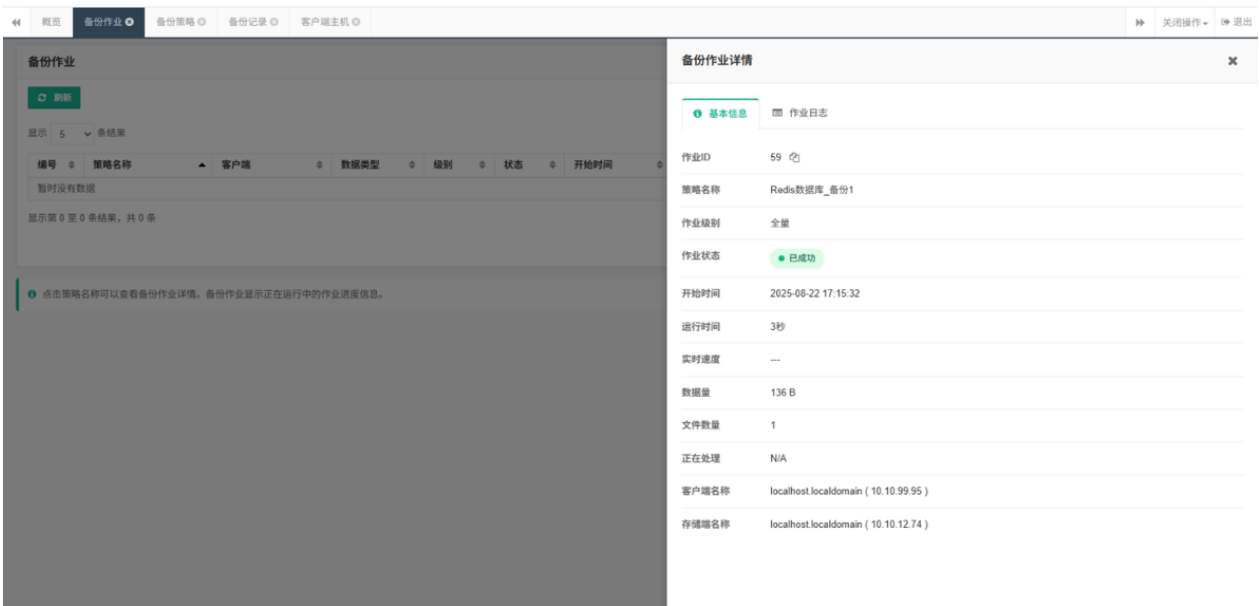 概览 备份作业 备份策略 备份记录 客户端主机 关闭操作 退出
备份作业
刷新
显示 5 条结果
编号 策略名称 客户端 数据类型 级别 状态 开始时间
暂时没有数据
显示第 0 至 0 条结果，共 0 条
点击策略名称可以查看备份作业详情。备份作业显示正在运行中的作业进度信息。
备份作业详情
基本信息 作业日志
作业ID 59
策略名称 Redis数据库_备份1
作业级别 全量
作业状态 已成功
开始时间 2025-08-22 17:15:32
运行时间 3秒
实时速度 ---
数据量 136 B
文件数量 1
正在处理 N/A
客户端名称 localhost.localdomain ( 10.10.99.95 )
存储端名称 localhost.localdomain ( 10.10.12.74 )